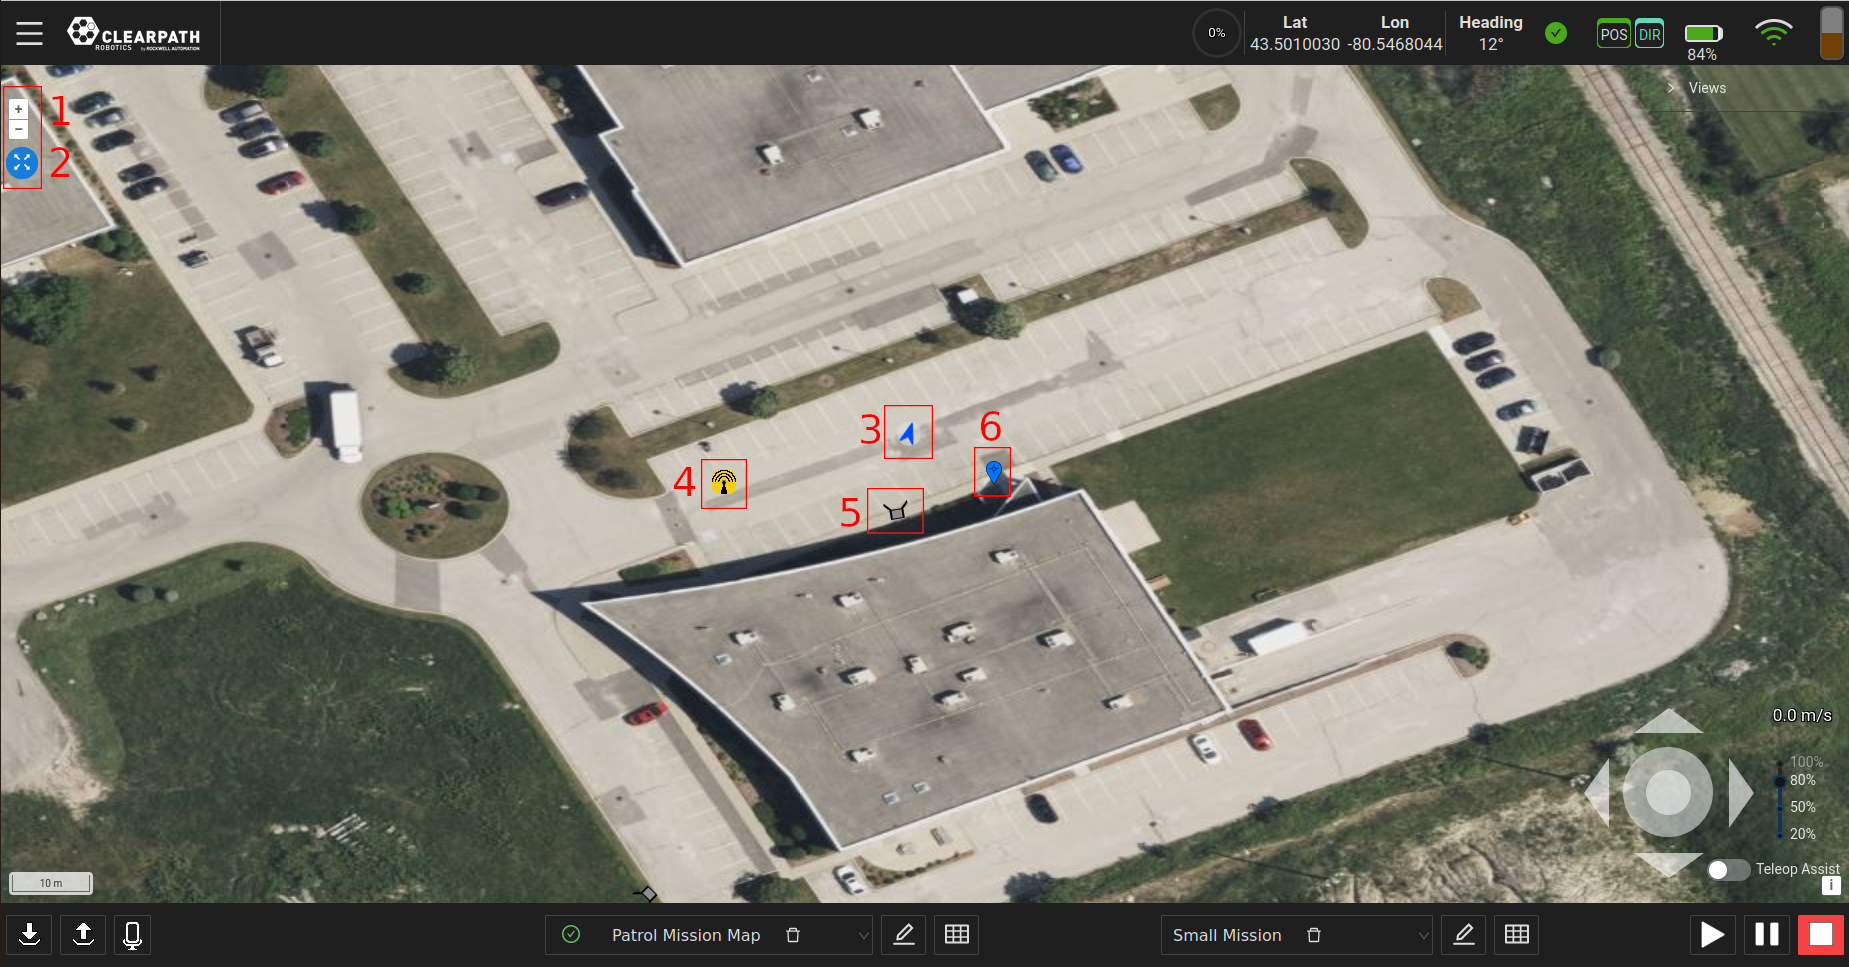 CLEARPATH
ROBOTICS
by ROCKWELL AUTOMATION
0%
Lat
43.5010030
Lon
-80.5468044
Heading
12°
POS
DIR
84%
Views
+
1
−
2
3
6
4
5
0.0 m/s
100%
80%
50%
20%
Teleop Assist
i
10 m
Patrol Mission Map
Small Mission